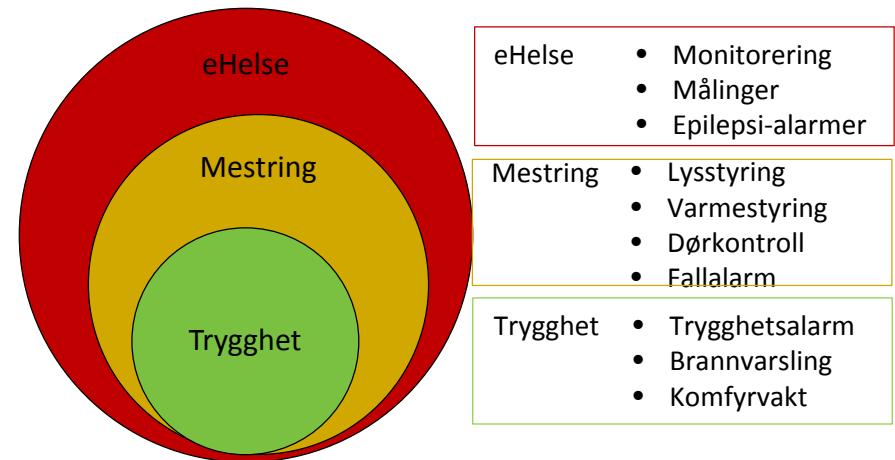 eHelse
Mestring
Trygghet
eHelse
• Monitorering
• Målinger
• Epilepsi-alarmer
Mestring
• Lysstyring
• Varmestyring
• Dørkontroll
• Fallalarm
Trygghet
• Trygghetsalarm
• Brannvarsling
• Komfyrvakt